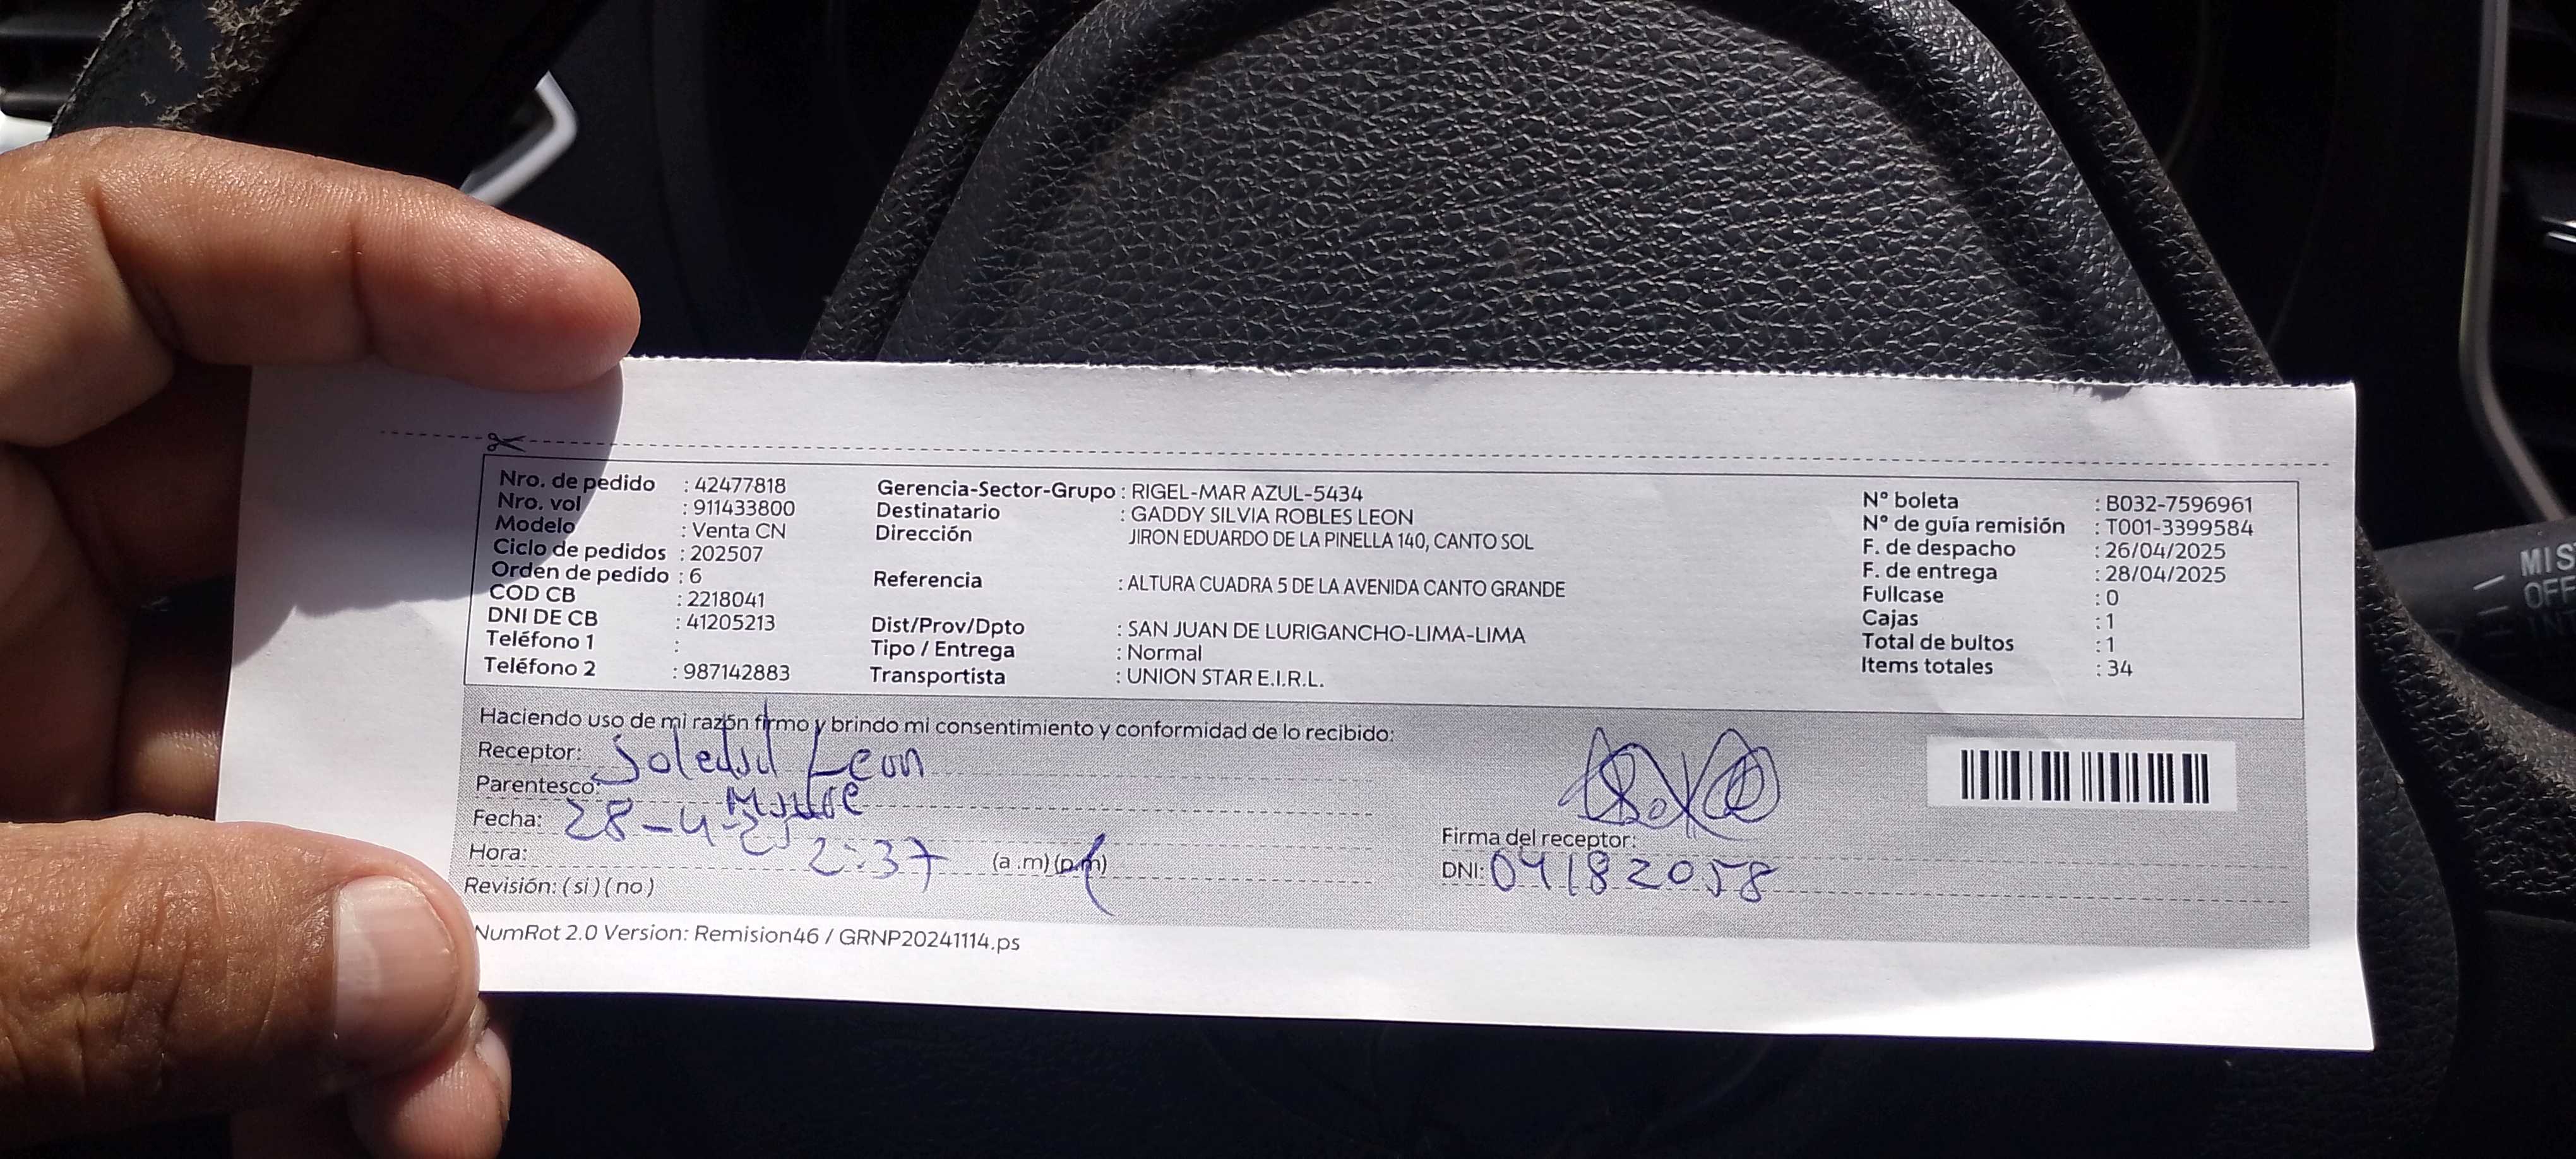 Nro. de pedido : 42477818
Nro. vol : 911433800
Modelo : Venta CN
Ciclo de pedidos : 202507
Orden de pedido : 6
COD CB : 2218041
DNI DE CB : 41205213
Teléfono 1 :
Teléfono 2 : 987142883
Gerencia-Sector-Grupo : RIGEL-MAR AZUL-5434
Destinatario : GADDY SILVIA ROBLES LEON
Dirección JIRON EDUARDO DE LA PINELLA 140, CANTO SOL
Referencia : ALTURA CUADRA 5 DE LA AVENIDA CANTO GRANDE
Dist/Prov/Dpto : SAN JUAN DE LURIGANCHO-LIMA-LIMA
Tipo / Entrega : Normal
Transportista : UNION STAR E.I.R.L.
N° boleta : B032-7596961
N° de guía remisión : T001-3399584
F. de despacho : 26/04/2025
F. de entrega : 28/04/2025
Fullcase : 0
Cajas : 1
Total de bultos : 1
Items totales : 34
Haciendo uso de mi razón firmo y brindo mi consentimiento y conformidad de lo recibido:
Receptor: Soledad Leon
Parentesco: Madre
Fecha: 28-4-25
Hora: 2:37 (a .m) (p.m)
Revisión: ( si ) ( no )
Firma del receptor:
DNI: 09182058
NumRot 2.0 Version: Remision46 / GRNP20241114.ps
MIS
OFF